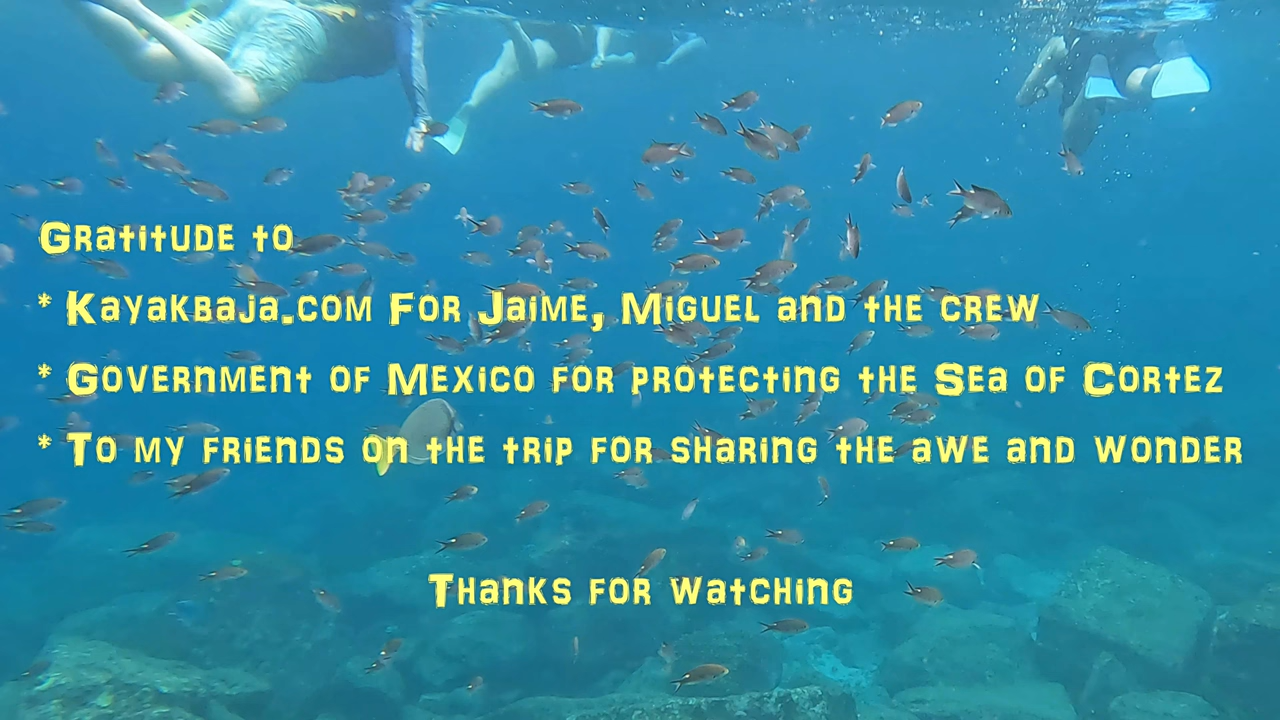 Gratitude to
* Kayakbaja.com For Jaime, Miguel and the crew
* Government of Mexico for protecting the Sea of Cortez
* To my friends on the trip for sharing the awe and wonder
Thanks for watching